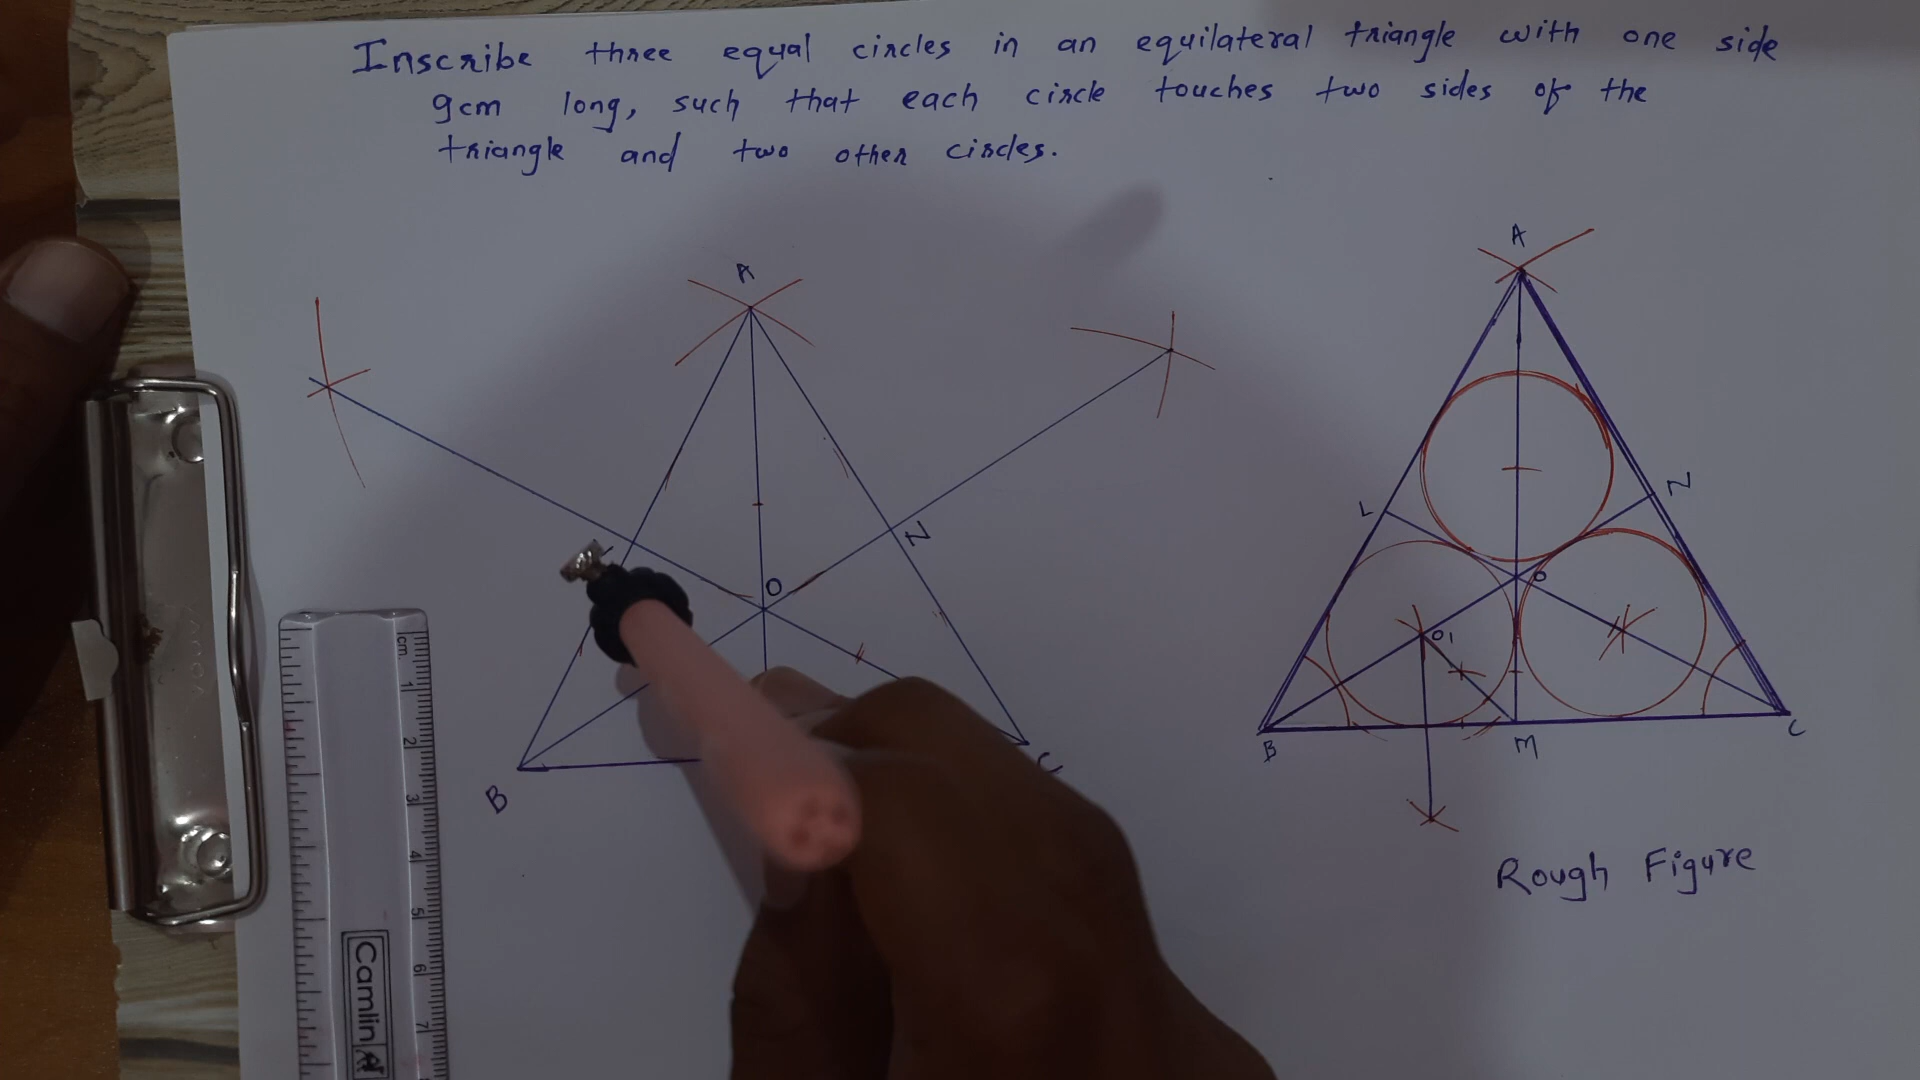 Inscribe three equal circles in an equilateral triangle with one side
9cm long, such that each circle touches two sides of the
triangle and two other circles.
A
A
N
L
N
O
O
O1
B
C
B
M
C
Rough Figure
cm
1
2
3
4
5
6
7
Camlin